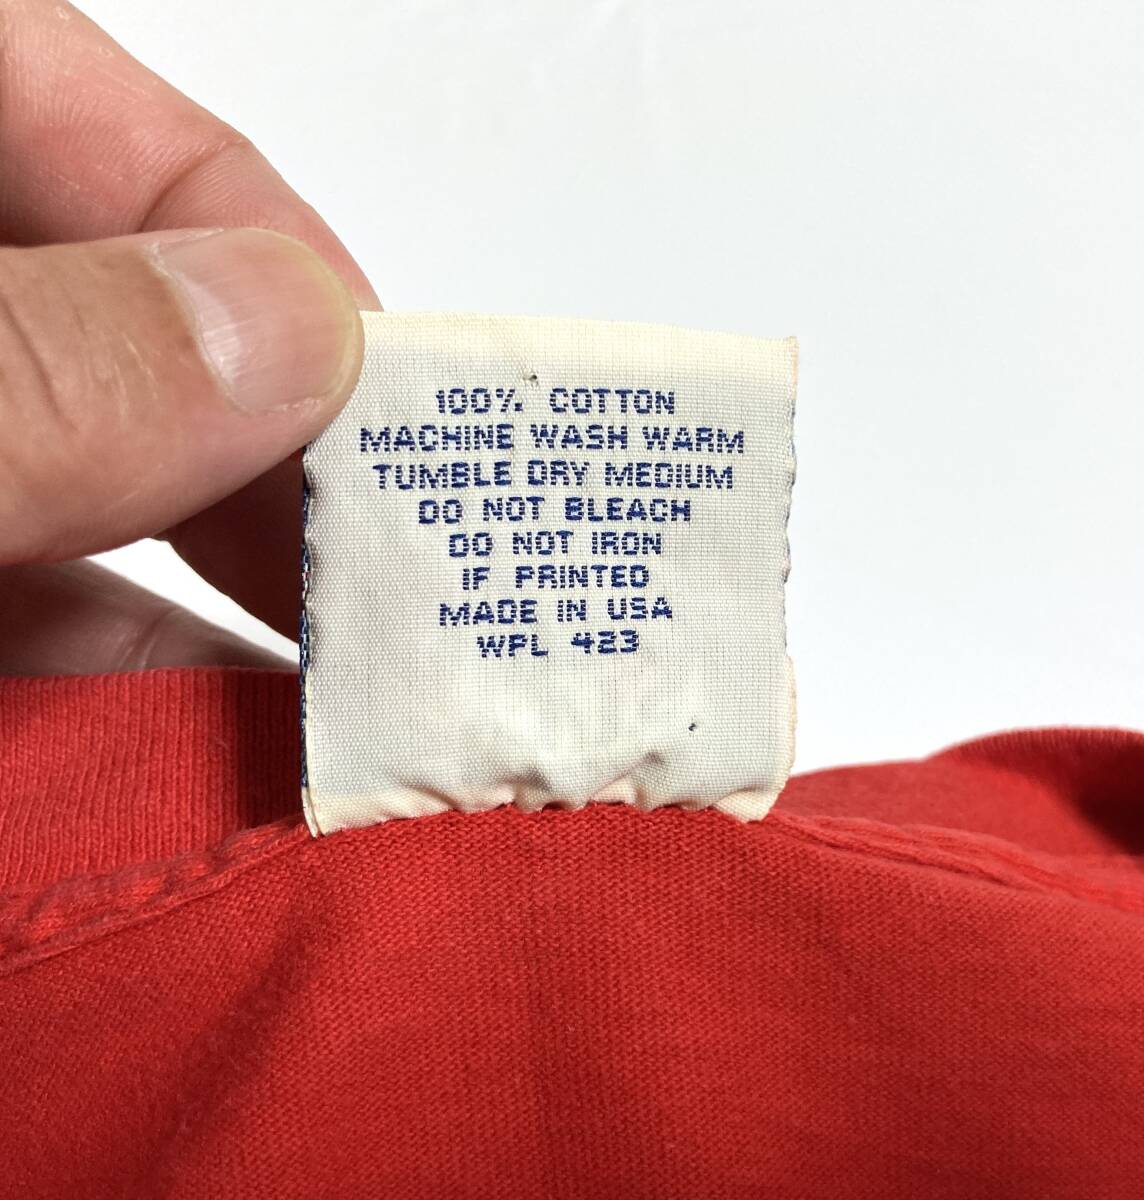 100% COTTON
MACHINE WASH WARM
TUMBLE DRY MEDIUM
DO NOT BLEACH
DO NOT IRON
IF PRINTED
MADE IN USA
WPL 423